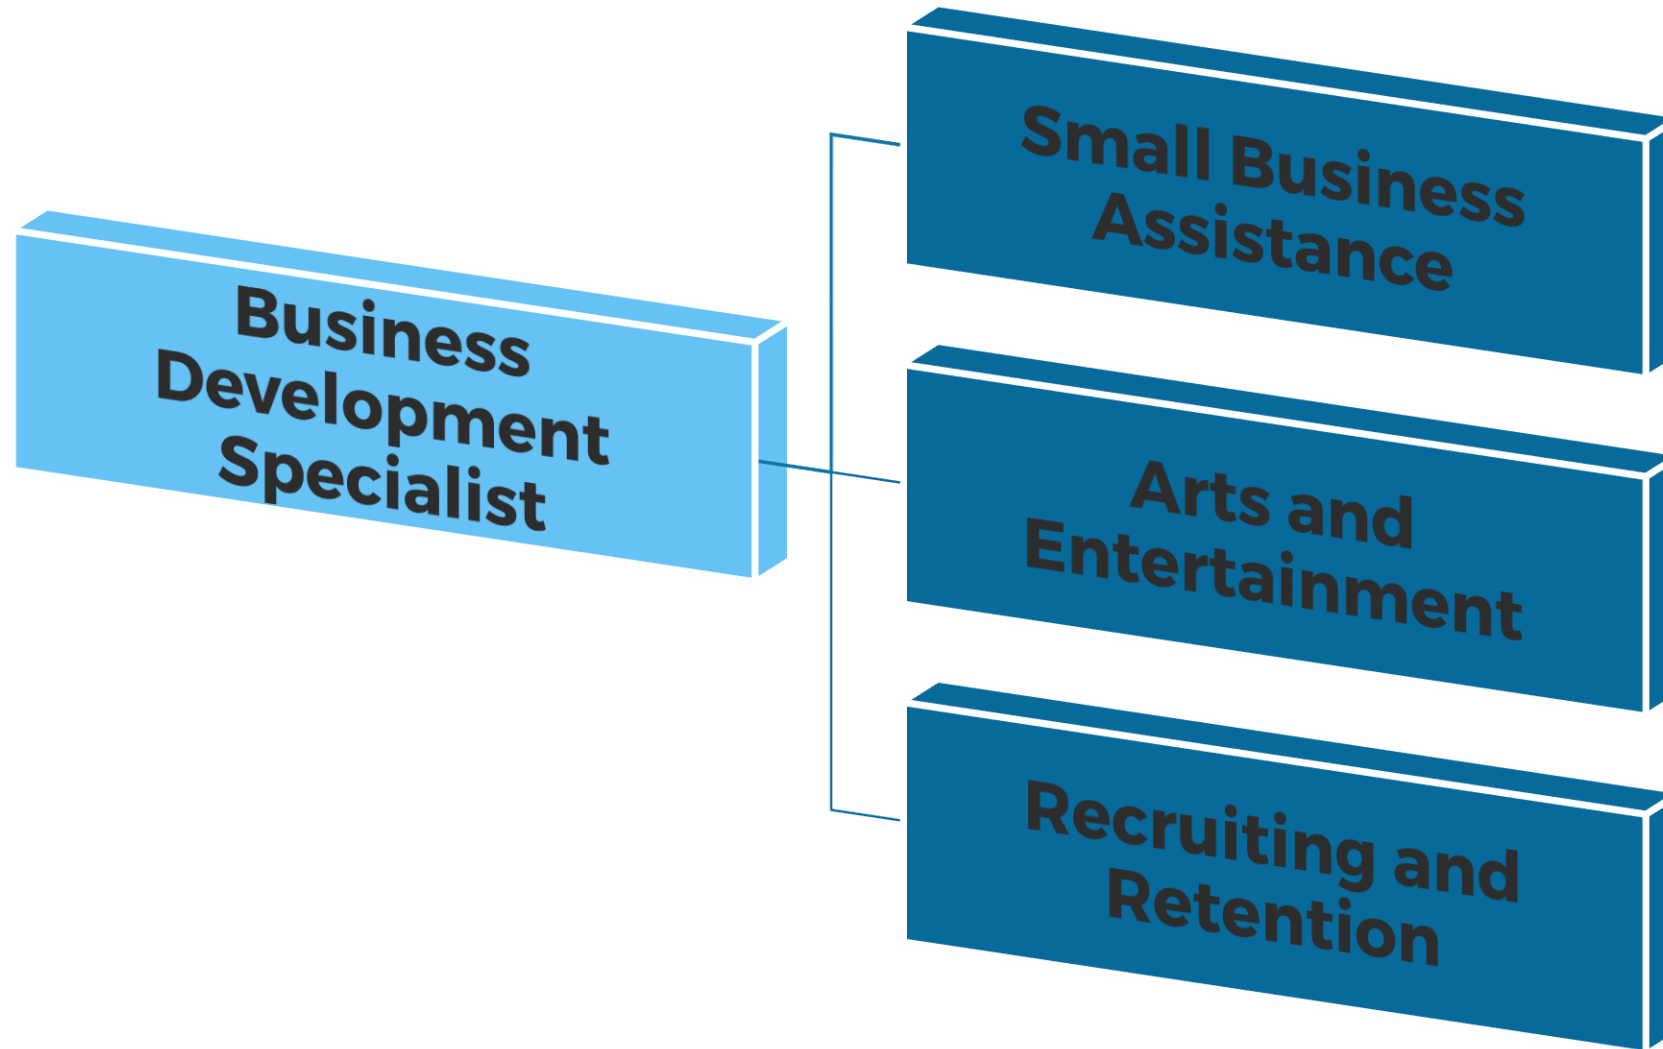 Business
Development
Specialist
Small Business
Assistance
Arts and
Entertainment
Recruiting and
Retention